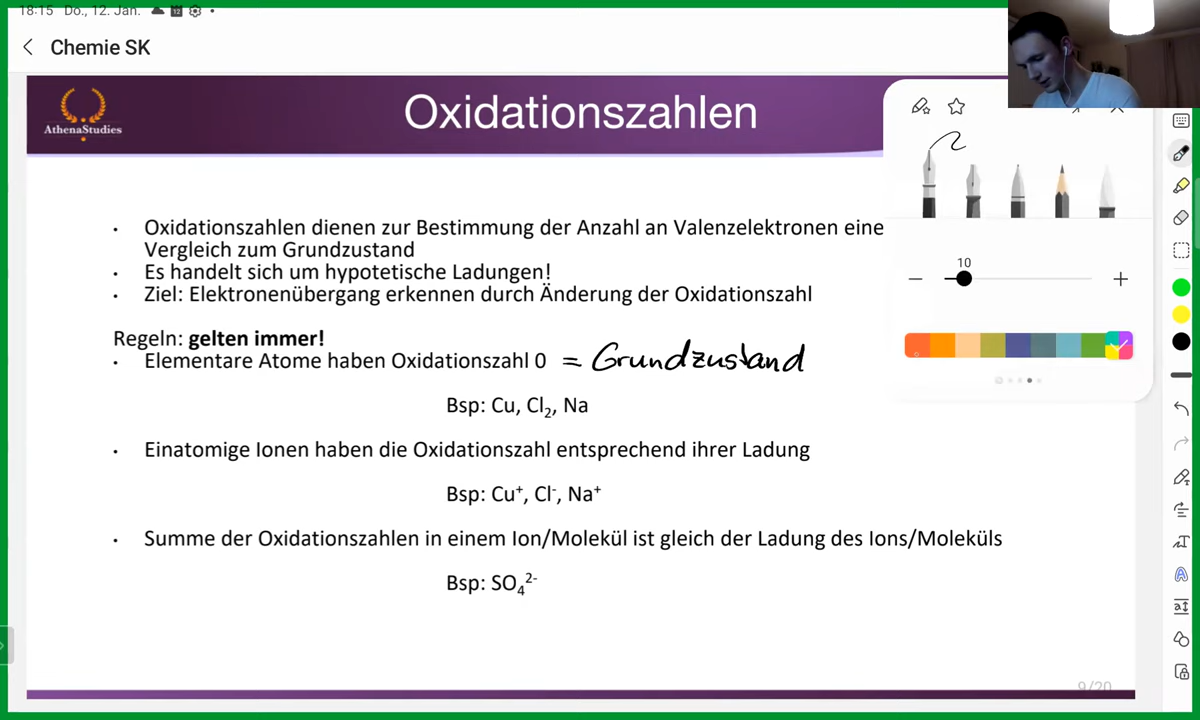 18:15 Do., 12. Jan.
Chemie SK
AthenaStudies
Oxidationszahlen
10
• Oxidationszahlen dienen zur Bestimmung der Anzahl an Valenzelektronen eine
Vergleich zum Grundzustand
• Es handelt sich um hypotetische Ladungen!
• Ziel: Elektronenübergang erkennen durch Änderung der Oxidationszahl
Regeln: gelten immer!
• Elementare Atome haben Oxidationszahl 0 = Grundzustand
Bsp: Cu, Cl₂, Na
• Einatomige Ionen haben die Oxidationszahl entsprechend ihrer Ladung
Bsp: Cu⁺, Cl⁻, Na⁺
• Summe der Oxidationszahlen in einem Ion/Molekül ist gleich der Ladung des Ions/Moleküls
Bsp: SO₄²⁻
9/20